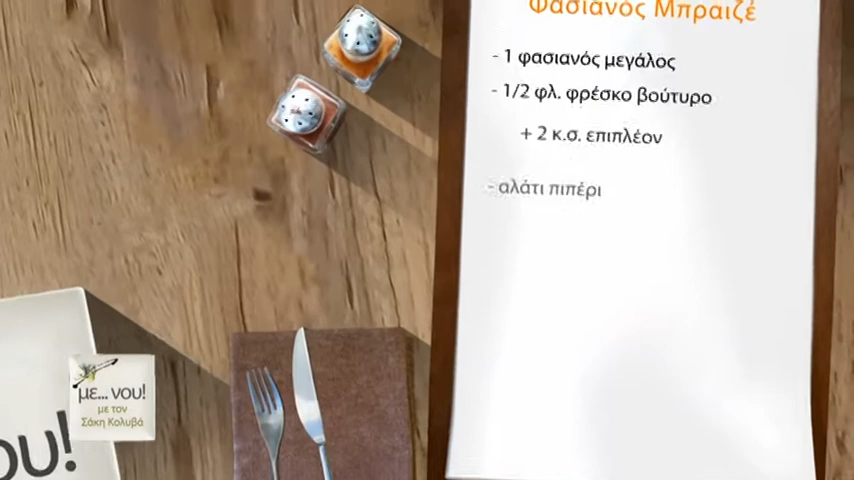 Φασιανός Μπραιζέ
- 1 φασιανός μεγάλος
- 1/2 φλ. φρέσκο βούτυρο
+ 2 κ.σ. επιπλέον
- αλάτι πιπέρι
με... νου!
με τον
Σάκη Κολυβά
ου!